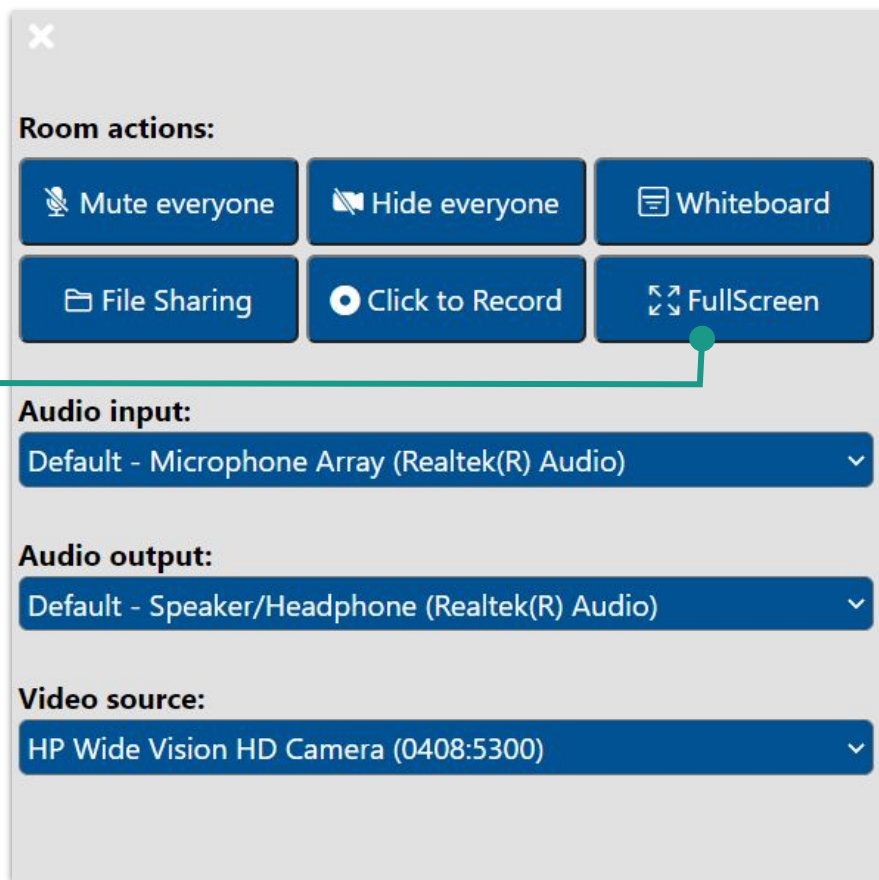 Room actions:
Mute everyone
Hide everyone
Whiteboard
File Sharing
Click to Record
FullScreen
Audio input:
Default - Microphone Array (Realtek(R) Audio)
Audio output:
Default - Speaker/Headphone (Realtek(R) Audio)
Video source:
HP Wide Vision HD Camera (0408:5300)